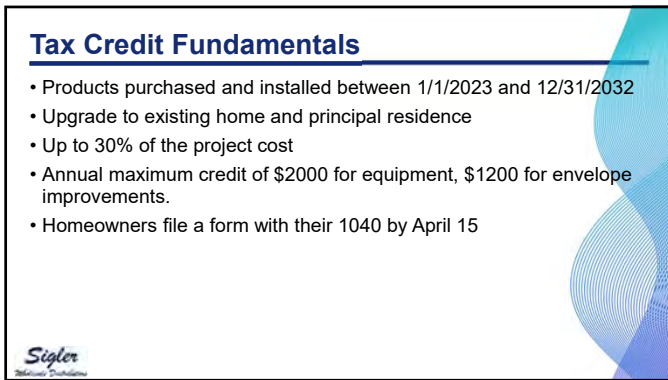 Tax Credit Fundamentals
• Products purchased and installed between 1/1/2023 and 12/31/2032
• Upgrade to existing home and principal residence
• Up to 30% of the project cost
• Annual maximum credit of $2000 for equipment, $1200 for envelope
improvements.
• Homeowners file a form with their 1040 by April 15
Sigler
Wholesale Distributors